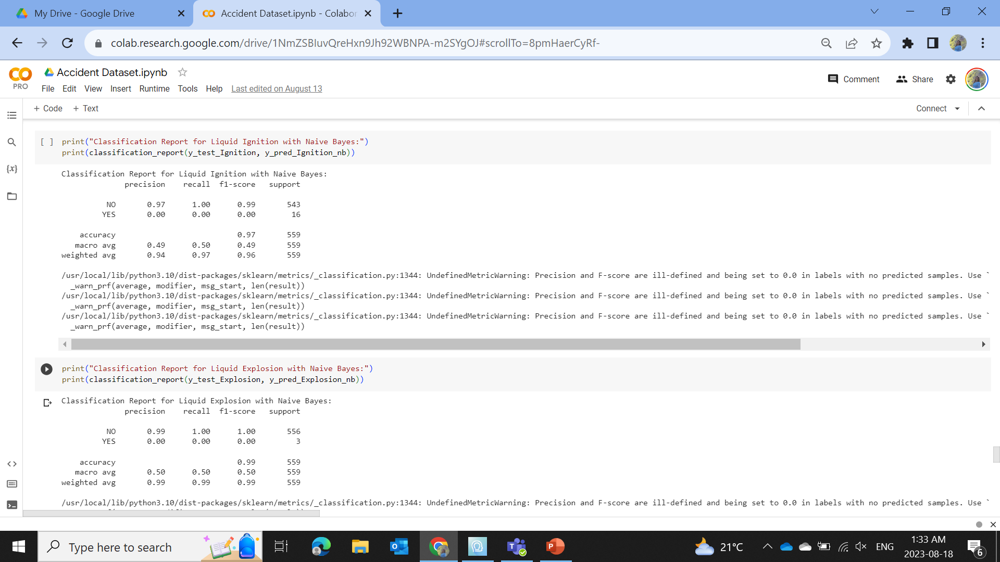 My Drive - Google Drive
Accident Dataset.ipynb - Colabor
colab.research.google.com/drive/1NmZSBIuvQreHxn9Jh92WBNPA-m2SYgOJ#scrollTo=8pmHaerCyRf-
Accident Dataset.ipynb
PRO
File Edit View Insert Runtime Tools Help Last edited on August 13
Comment Share
+ Code + Text
Connect
[ ] print("Classification Report for Liquid Ignition with Naive Bayes:")
print(classification_report(y_test_Ignition, y_pred_Ignition_nb))
{x}
Classification Report for Liquid Ignition with Naive Bayes:
precision recall f1-score support
NO 0.97 1.00 0.99 543
YES 0.00 0.00 0.00 16
accuracy 0.97 559
macro avg 0.49 0.50 0.49 559
weighted avg 0.94 0.97 0.96 559
/usr/local/lib/python3.10/dist-packages/sklearn/metrics/_classification.py:1344: UndefinedMetricWarning: Precision and F-score are ill-defined and being set to 0.0 in labels with no predicted samples. Use `
_warn_prf(average, modifier, msg_start, len(result))
/usr/local/lib/python3.10/dist-packages/sklearn/metrics/_classification.py:1344: UndefinedMetricWarning: Precision and F-score are ill-defined and being set to 0.0 in labels with no predicted samples. Use `
_warn_prf(average, modifier, msg_start, len(result))
/usr/local/lib/python3.10/dist-packages/sklearn/metrics/_classification.py:1344: UndefinedMetricWarning: Precision and F-score are ill-defined and being set to 0.0 in labels with no predicted samples. Use `
_warn_prf(average, modifier, msg_start, len(result))
print("Classification Report for Liquid Explosion with Naive Bayes:")
print(classification_report(y_test_Explosion, y_pred_Explosion_nb))
Classification Report for Liquid Explosion with Naive Bayes:
precision recall f1-score support
NO 0.99 1.00 1.00 556
YES 0.00 0.00 0.00 3
accuracy 0.99 559
macro avg 0.50 0.50 0.50 559
weighted avg 0.99 0.99 0.99 559
/usr/local/lib/python3.10/dist-packages/sklearn/metrics/_classification.py:1344: UndefinedMetricWarning: Precision and F-score are ill-defined and being set to 0.0 in labels with no predicted samples. Use `
Type here to search
21°C
ENG
1:33 AM
2023-08-18
6